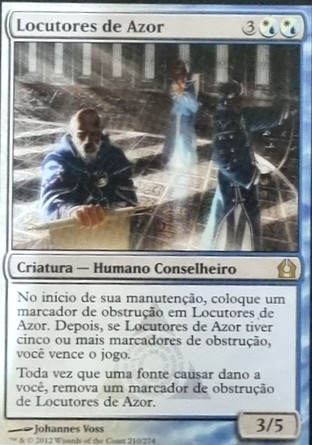 Locutores de Azor 3
Criatura — Humano Conselheiro
No início de sua manutenção, coloque um
marcador de obstrução em Locutores de
Azor. Depois, se Locutores de Azor tiver
cinco ou mais marcadores de obstrução,
você vence o jogo.
Toda vez que uma fonte causar dano a
você, remova um marcador de obstrução
de Locutores de Azor.
Johannes Voss
™ & © 2012 Wizards of the Coast 210/274
3/5